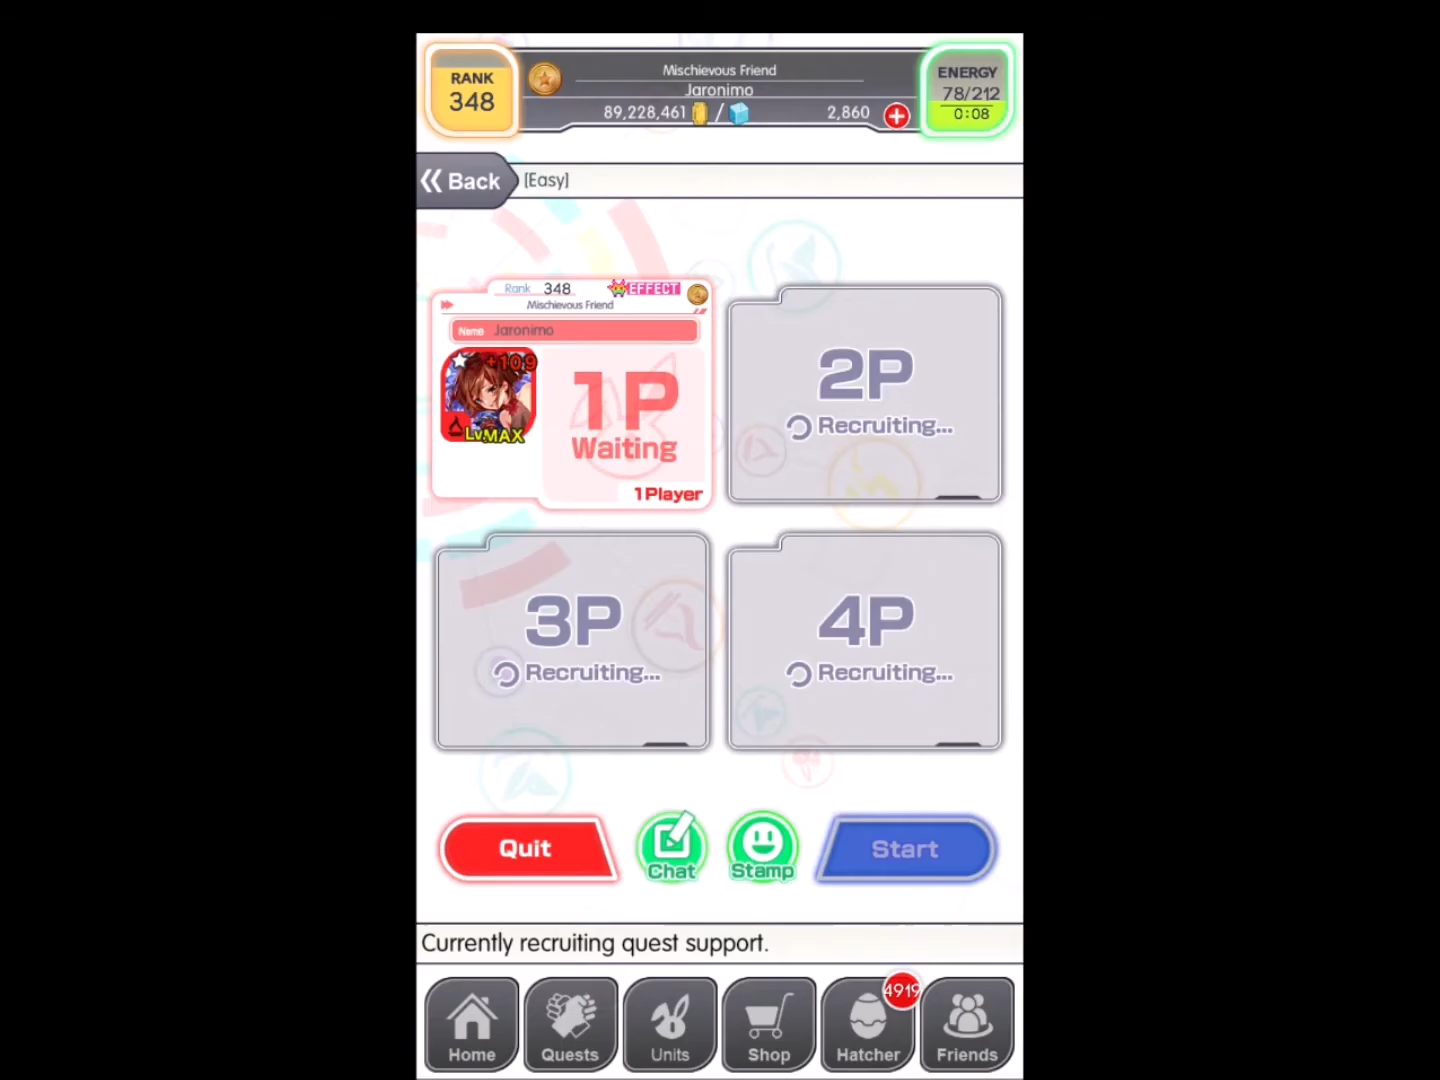 RANK
348
Mischievous Friend
Jaronimo
89,228,461 / 2,860
ENERGY
78/212
0:08
Back
[Easy]
Rank 348 EFFECT
Mischievous Friend
Name Jaronimo
+109
Lv.MAX
1P
Waiting
1Player
2P
Recruiting...
3P
Recruiting...
4P
Recruiting...
Quit
Chat
Stamp
Start
Currently recruiting quest support.
4919
Home
Quests
Units
Shop
Hatcher
Friends